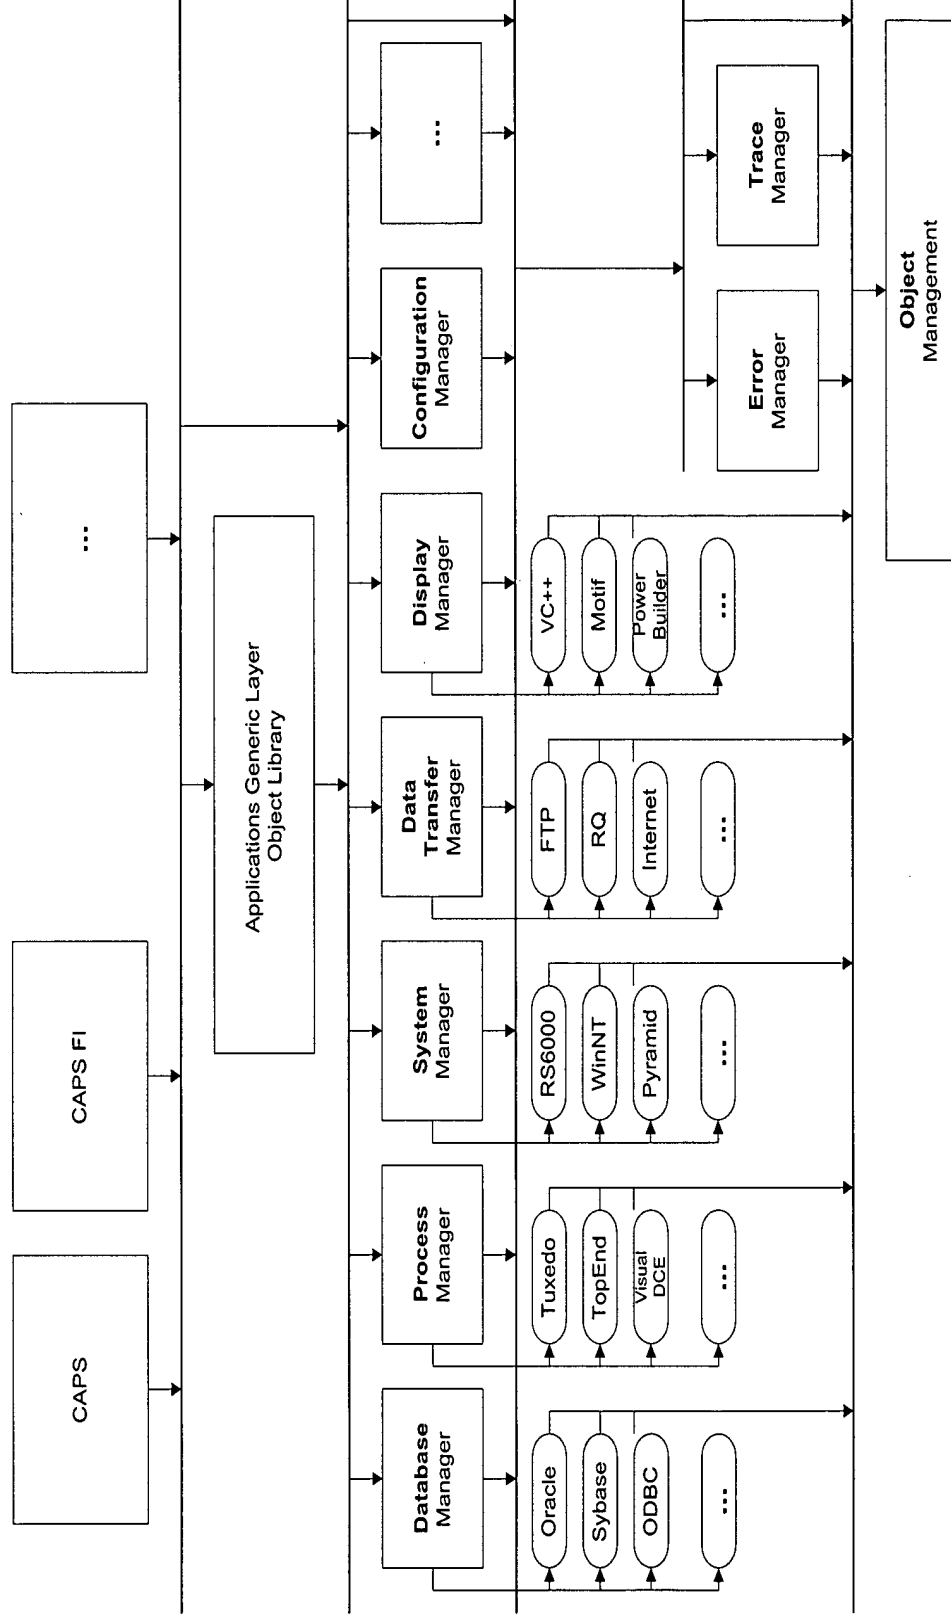 CAPS
CAPS FI
...
Applications Generic Layer
Object Library
Database
Manager
Process
Manager
System
Manager
Data
Transfer
Manager
Display
Manager
Configuration
Manager
...
Oracle
Sybase
ODBC
...
Tuxedo
TopEnd
Visual
DCE
...
RS6000
WinNT
Pyramid
...
FTP
RQ
Internet
...
VC++
Motif
Power
Builder
...
Error
Manager
Trace
Manager
Object
Management